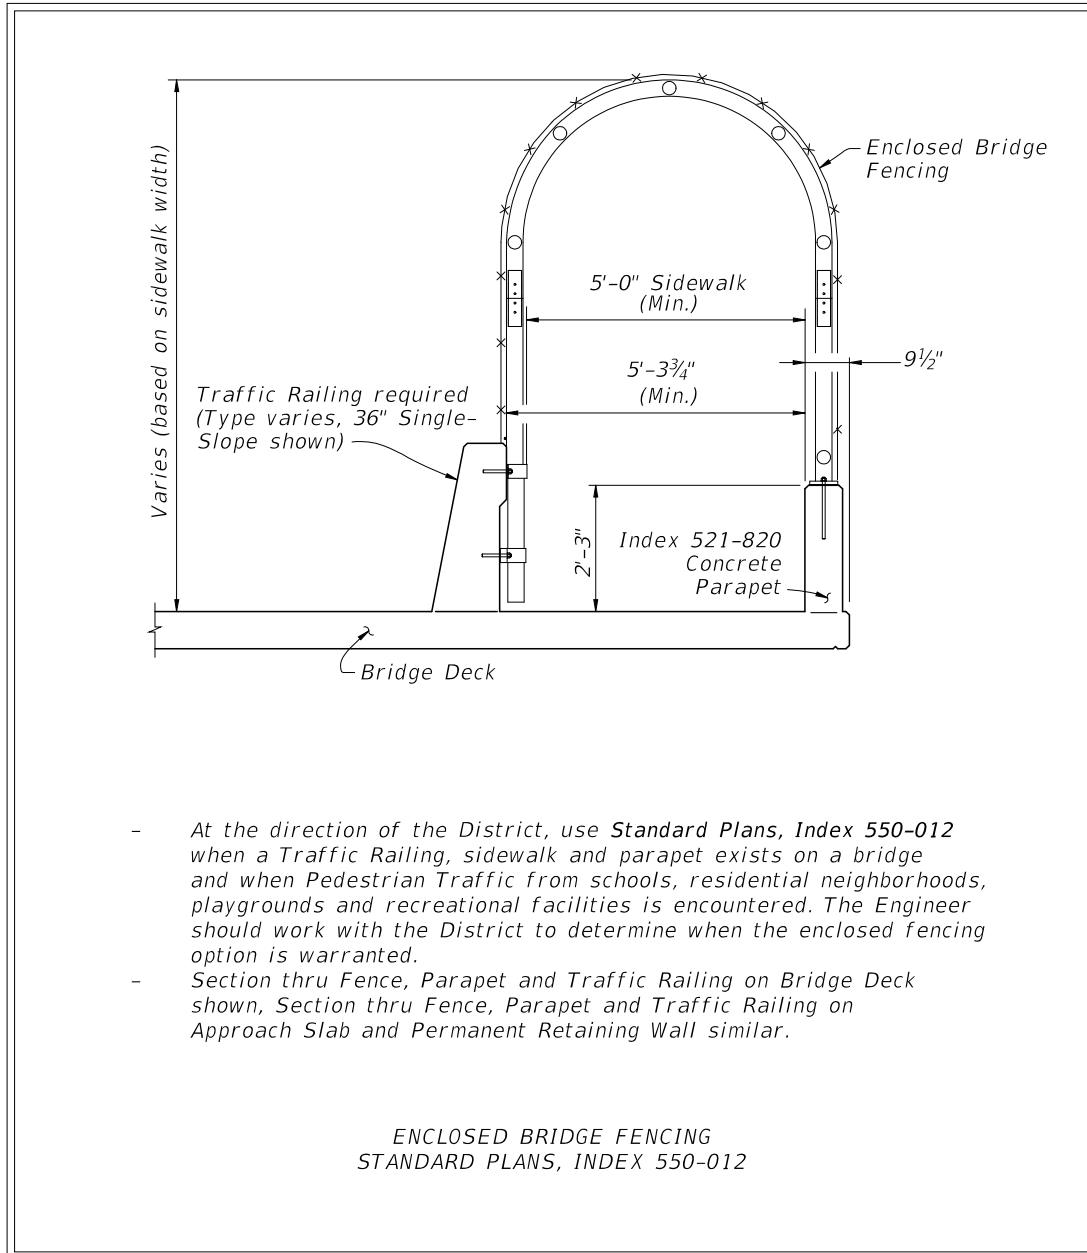 Varies (based on sidewalk width)
Enclosed Bridge
Fencing
5'-0" Sidewalk
(Min.)
5'-3¾"
(Min.)
9½"
Traffic Railing required
(Type varies, 36" Single-
Slope shown)
2'-3"
Index 521-820
Concrete
Parapet
Bridge Deck
- At the direction of the District, use Standard Plans, Index 550-012
when a Traffic Railing, sidewalk and parapet exists on a bridge
and when Pedestrian Traffic from schools, residential neighborhoods,
playgrounds and recreational facilities is encountered. The Engineer
should work with the District to determine when the enclosed fencing
option is warranted.
- Section thru Fence, Parapet and Traffic Railing on Bridge Deck
shown, Section thru Fence, Parapet and Traffic Railing on
Approach Slab and Permanent Retaining Wall similar.
ENCLOSED BRIDGE FENCING
STANDARD PLANS, INDEX 550-012